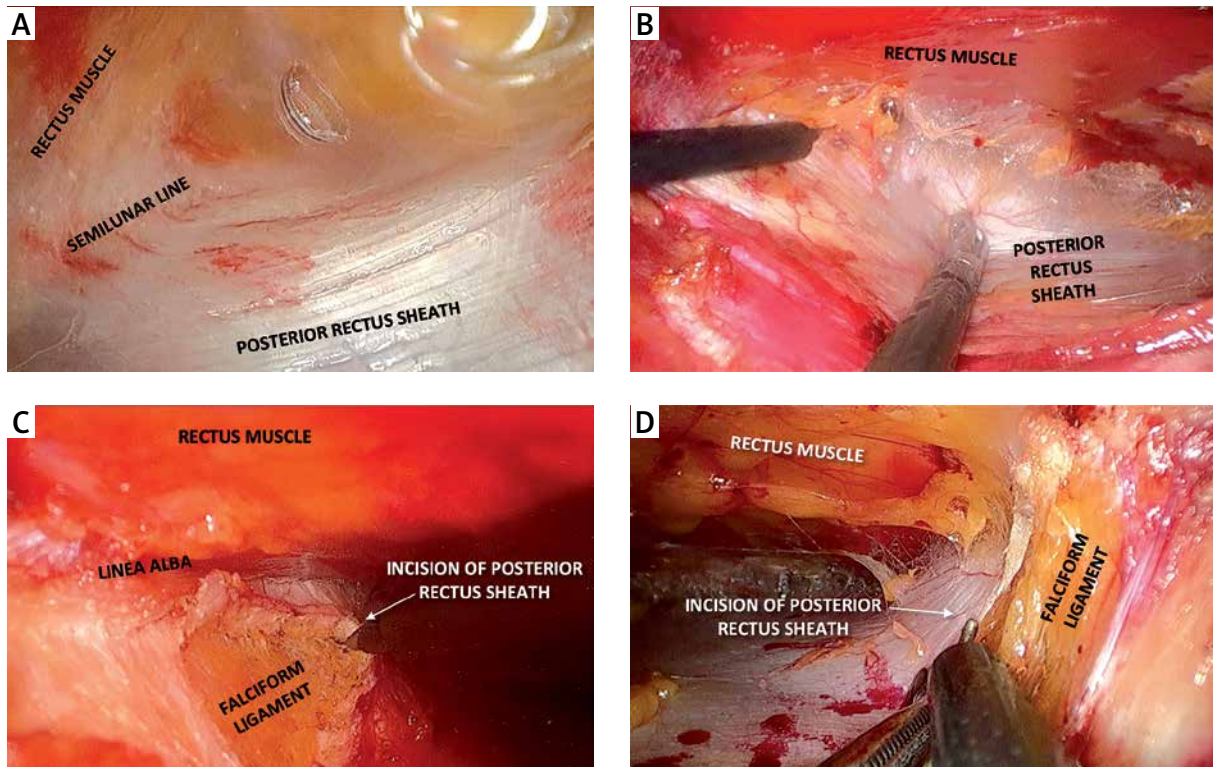 A
RECTUS MUSCLE
SEMILUNAR LINE
POSTERIOR RECTUS SHEATH
B
RECTUS MUSCLE
POSTERIOR
RECTUS
SHEATH
C
RECTUS MUSCLE
LINEA ALBA
INCISION OF POSTERIOR
RECTUS SHEATH
FALCIFORM
LIGAMENT
D
RECTUS MUSCLE
INCISION OF POSTERIOR
RECTUS SHEATH
FALCIFORM
LIGAMENT